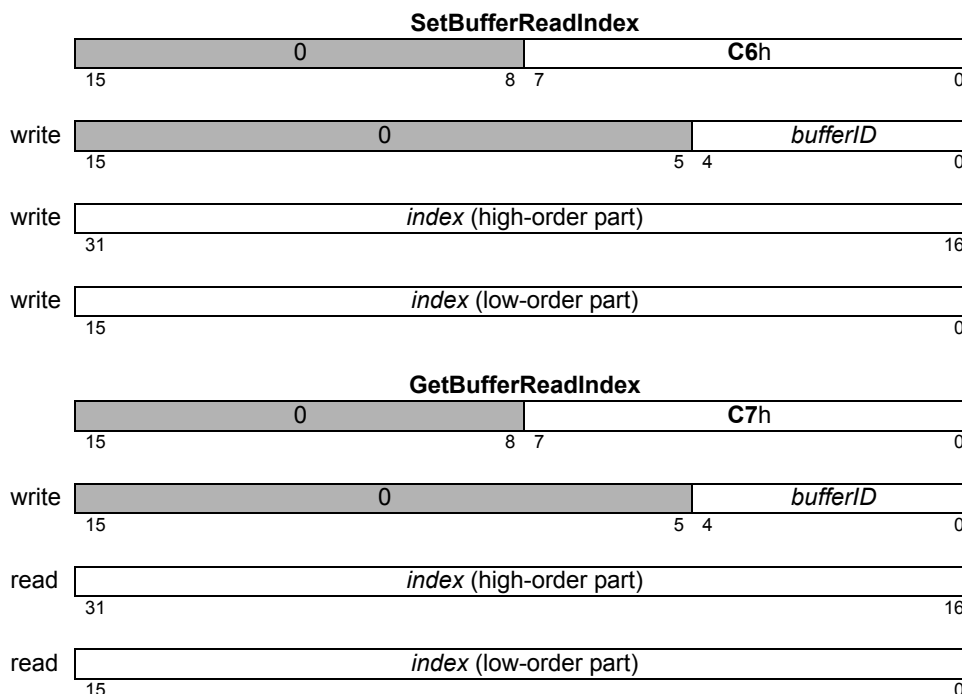 SetBufferReadIndex
0 C6h
15 8 7 0
write 0 bufferID
15 5 4 0
write index (high-order part)
31 16
write index (low-order part)
15 0
GetBufferReadIndex
0 C7h
15 8 7 0
write 0 bufferID
15 5 4 0
read index (high-order part)
31 16
read index (low-order part)
15 0